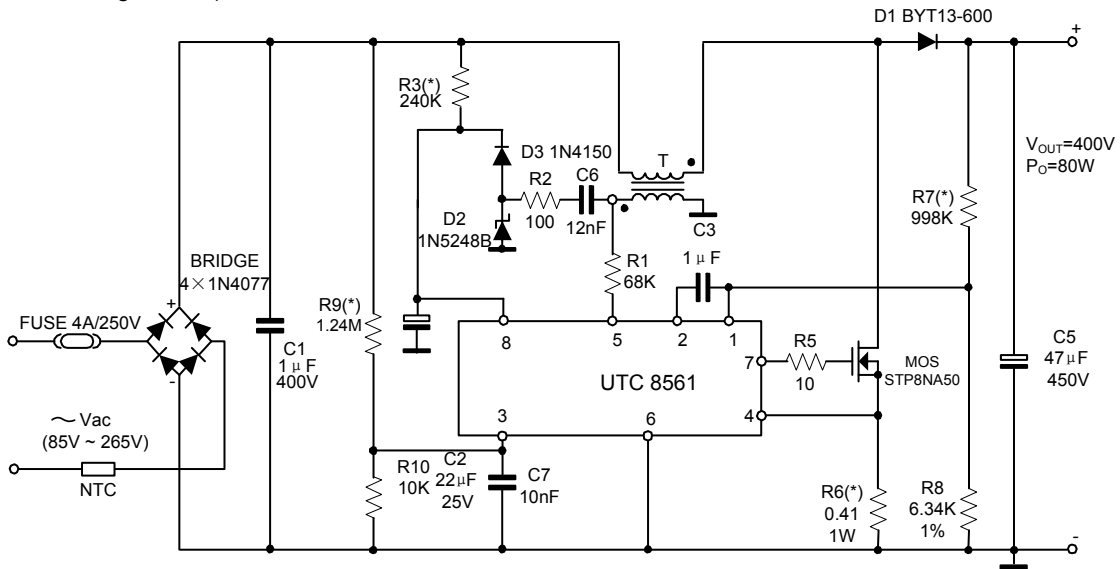 D1 BYT13-600
+
R3(*)
240K
D3 1N4150
T
VOUT=400V
PO=80W
R2
100
C6
12nF
R7(*)
998K
D2
1N5248B
C3
1μF
R1
68K
BRIDGE
4×1N4077
+
-
FUSE 4A/250V
R9(*)
1.24M
C1
1μF
400V
8
5
2
1
7
R5
10
MOS
STP8NA50
C5
47μF
450V
UTC 8561
3
6
4
~ Vac
(85V ~ 265V)
NTC
R10
10K
C2
22μF
25V
C7
10nF
R6(*)
0.41
1W
R8
6.34K
1%
-